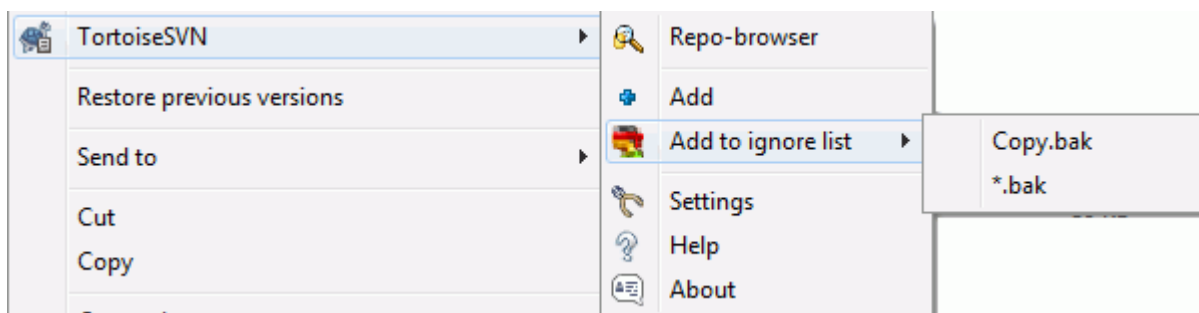 TortoiseSVN
Restore previous versions
Send to
Cut
Copy
Repo-browser
Add
Add to ignore list
Settings
Help
About
Copy.bak
*.bak